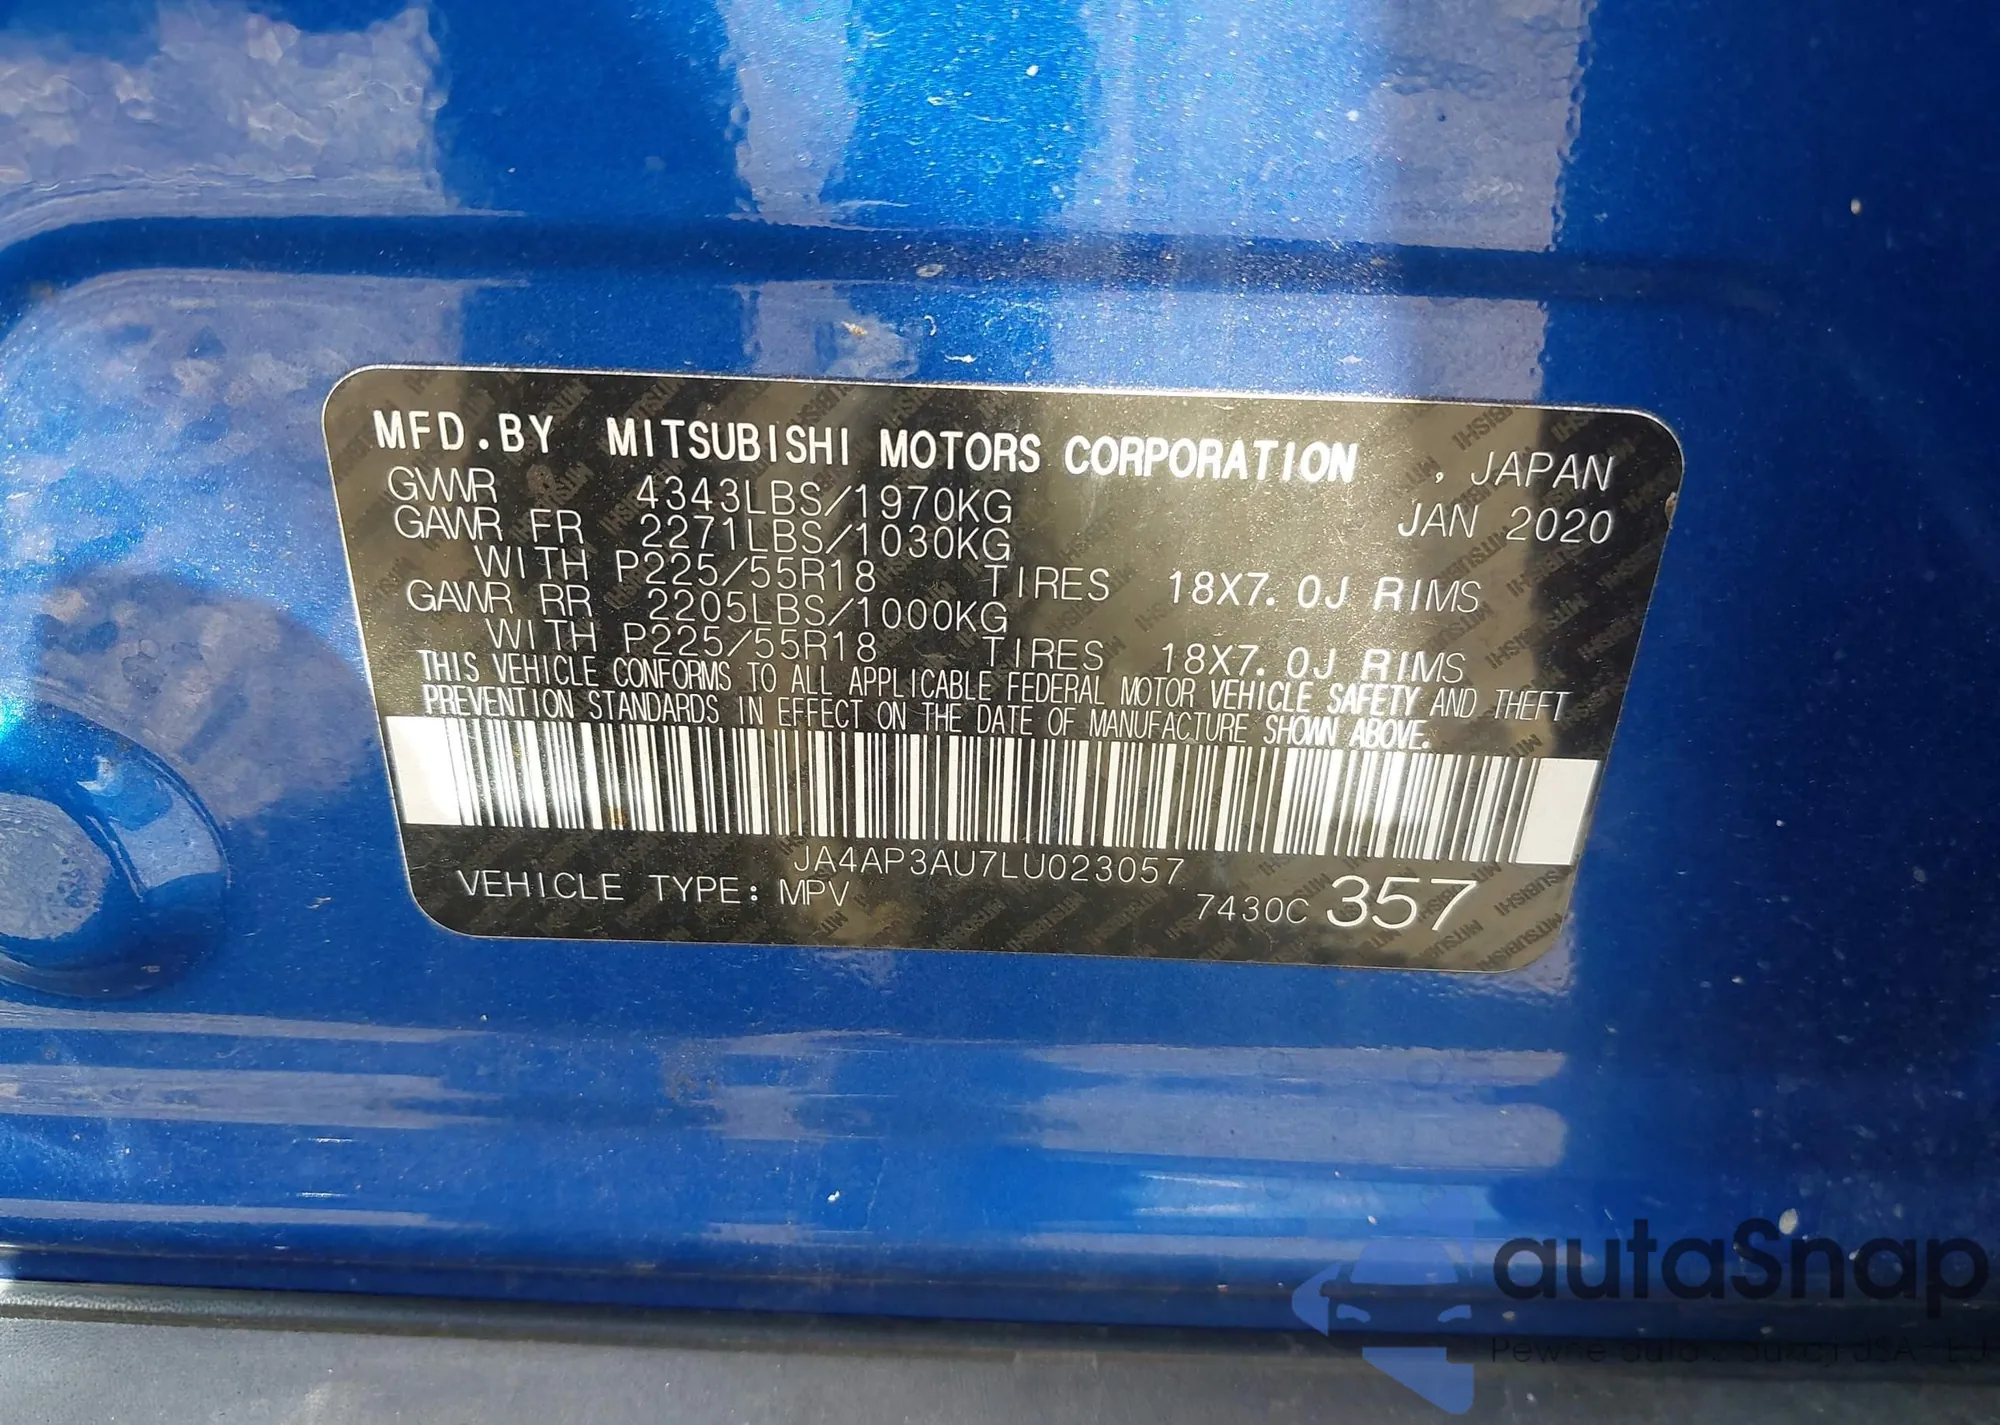 MFD.BY MITSUBISHI MOTORS CORPORATION , JAPAN
GVWR 4343LBS/1970KG JAN 2020
GAWR FR 2271LBS/1030KG
WITH P225/55R18 TIRES 18X7.0J RIMS
GAWR RR 2205LBS/1000KG
WITH P225/55R18 TIRES 18X7.0J RIMS
THIS VEHICLE CONFORMS TO ALL APPLICABLE FEDERAL MOTOR VEHICLE SAFETY AND THEFT
PREVENTION STANDARDS IN EFFECT ON THE DATE OF MANUFACTURE SHOWN ABOVE.
JA4AP3AU7LU023057
VEHICLE TYPE: MPV 7430C 357
autaSnap
Pewne auto